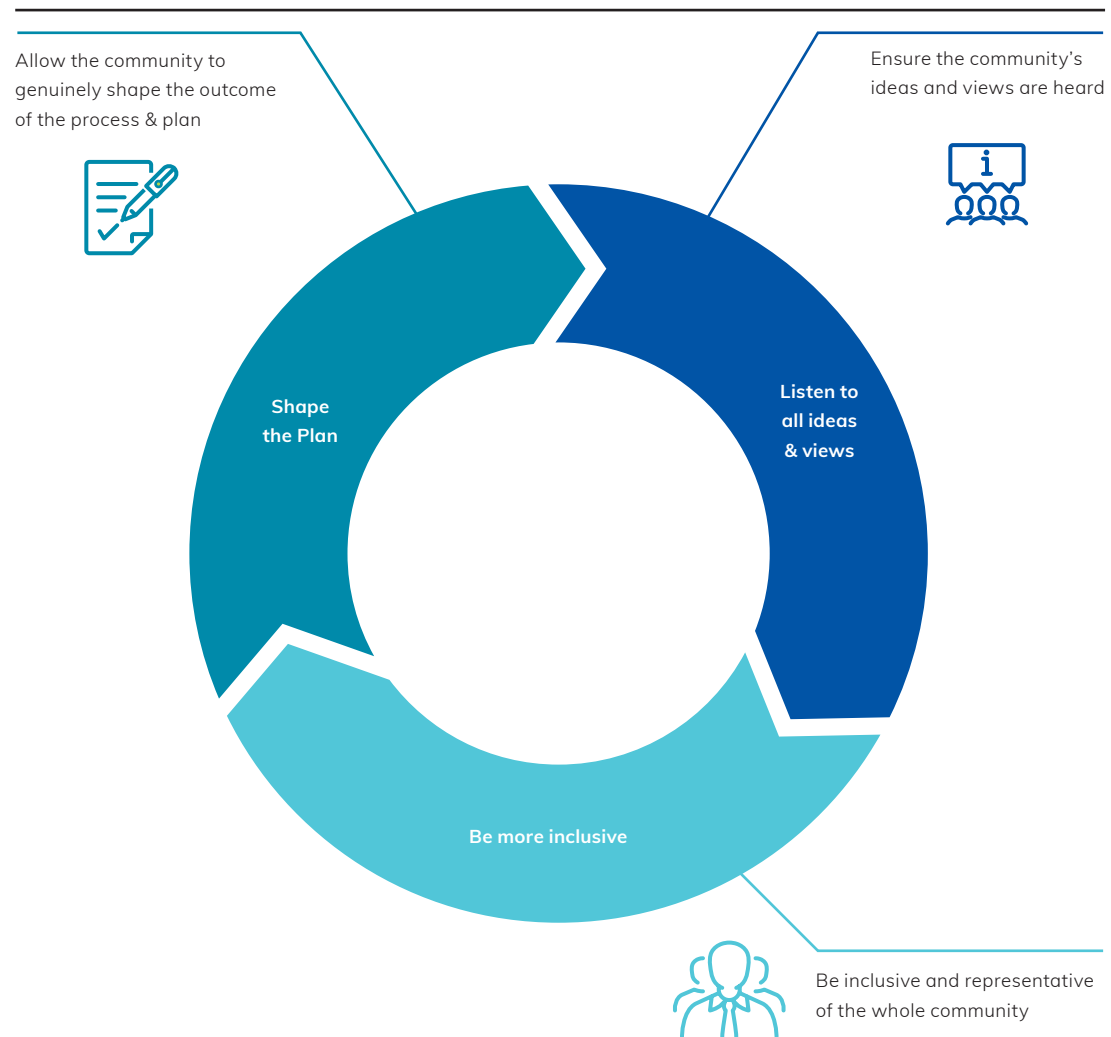 Allow the community to
genuinely shape the outcome
of the process & plan
Ensure the community's
ideas and views are heard
i
Shape
the Plan
Listen to
all ideas
& views
Be more inclusive
Be inclusive and representative
of the whole community